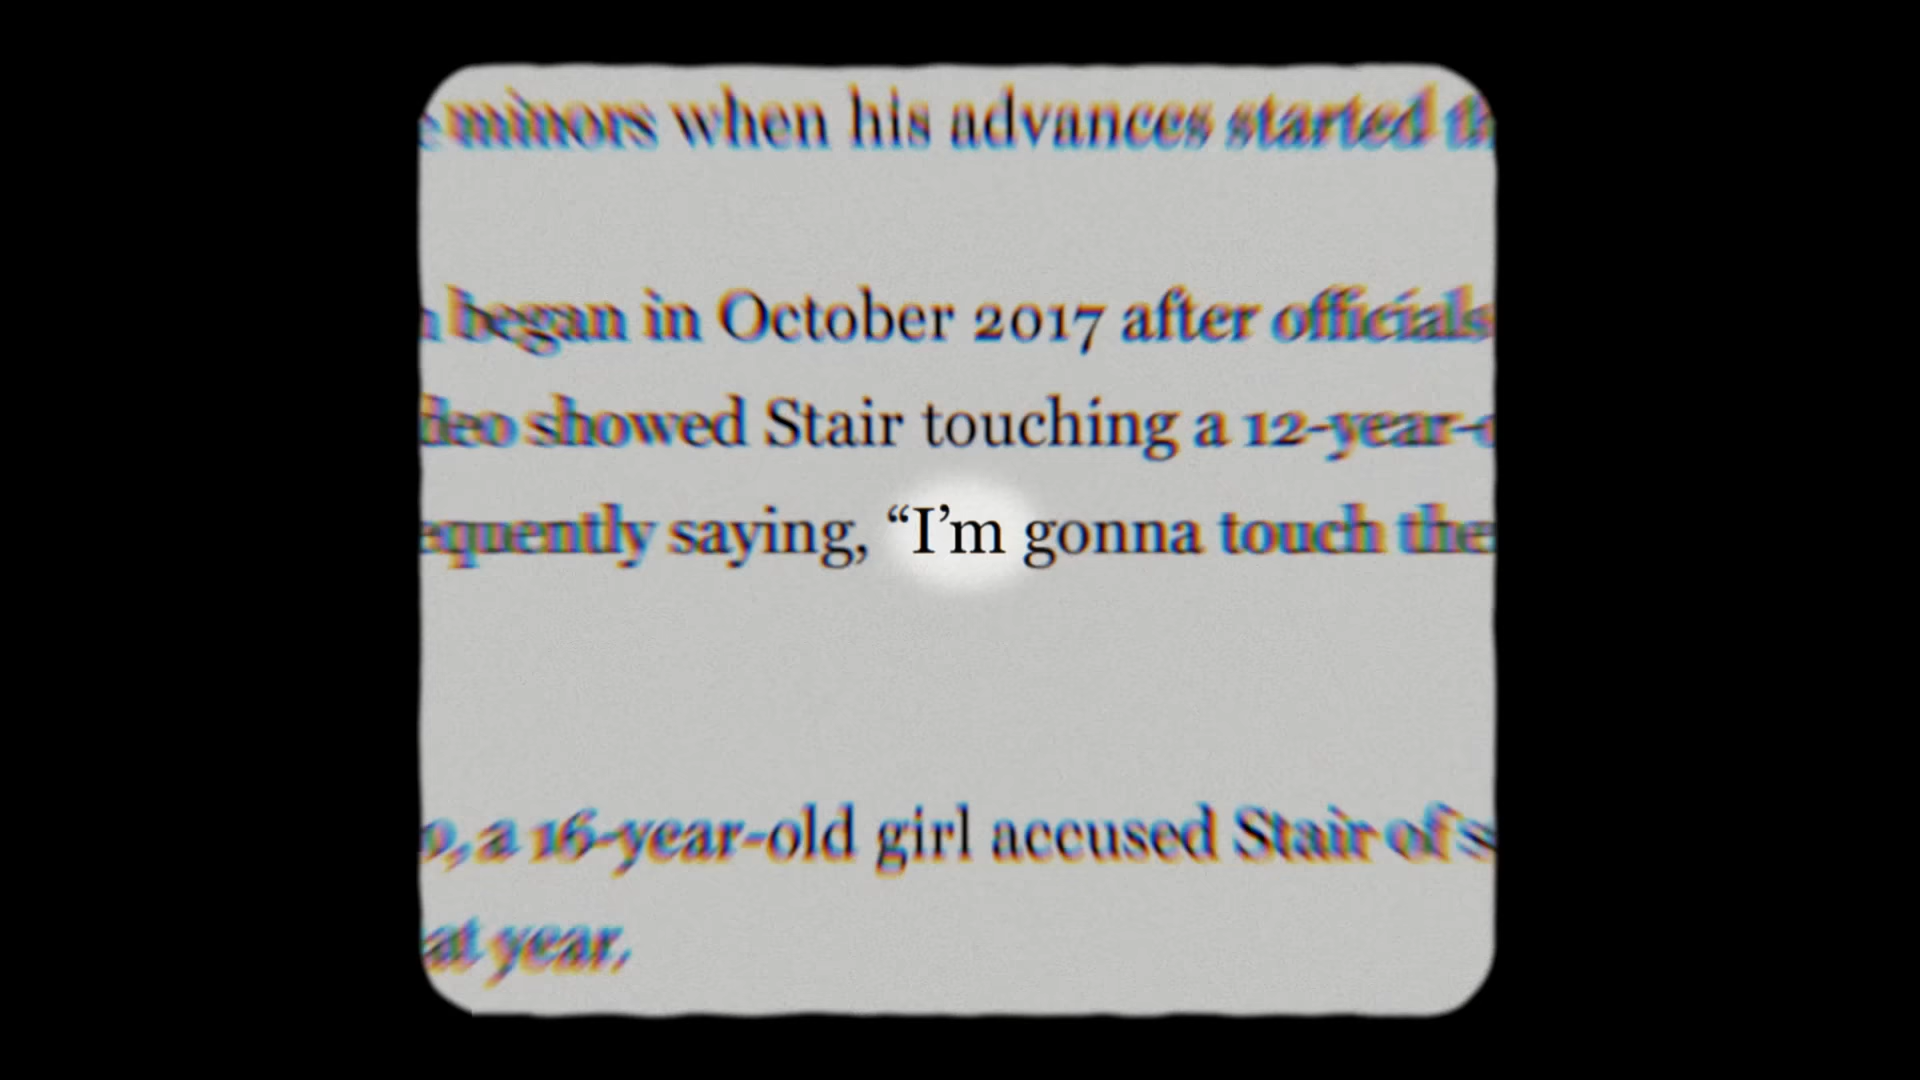 minors when his advances started
began in October 2017 after officials
showed Stair touching a 12-year-
saying, “I’m gonna touch the
a 16-year-old girl accused Stair of
at year.